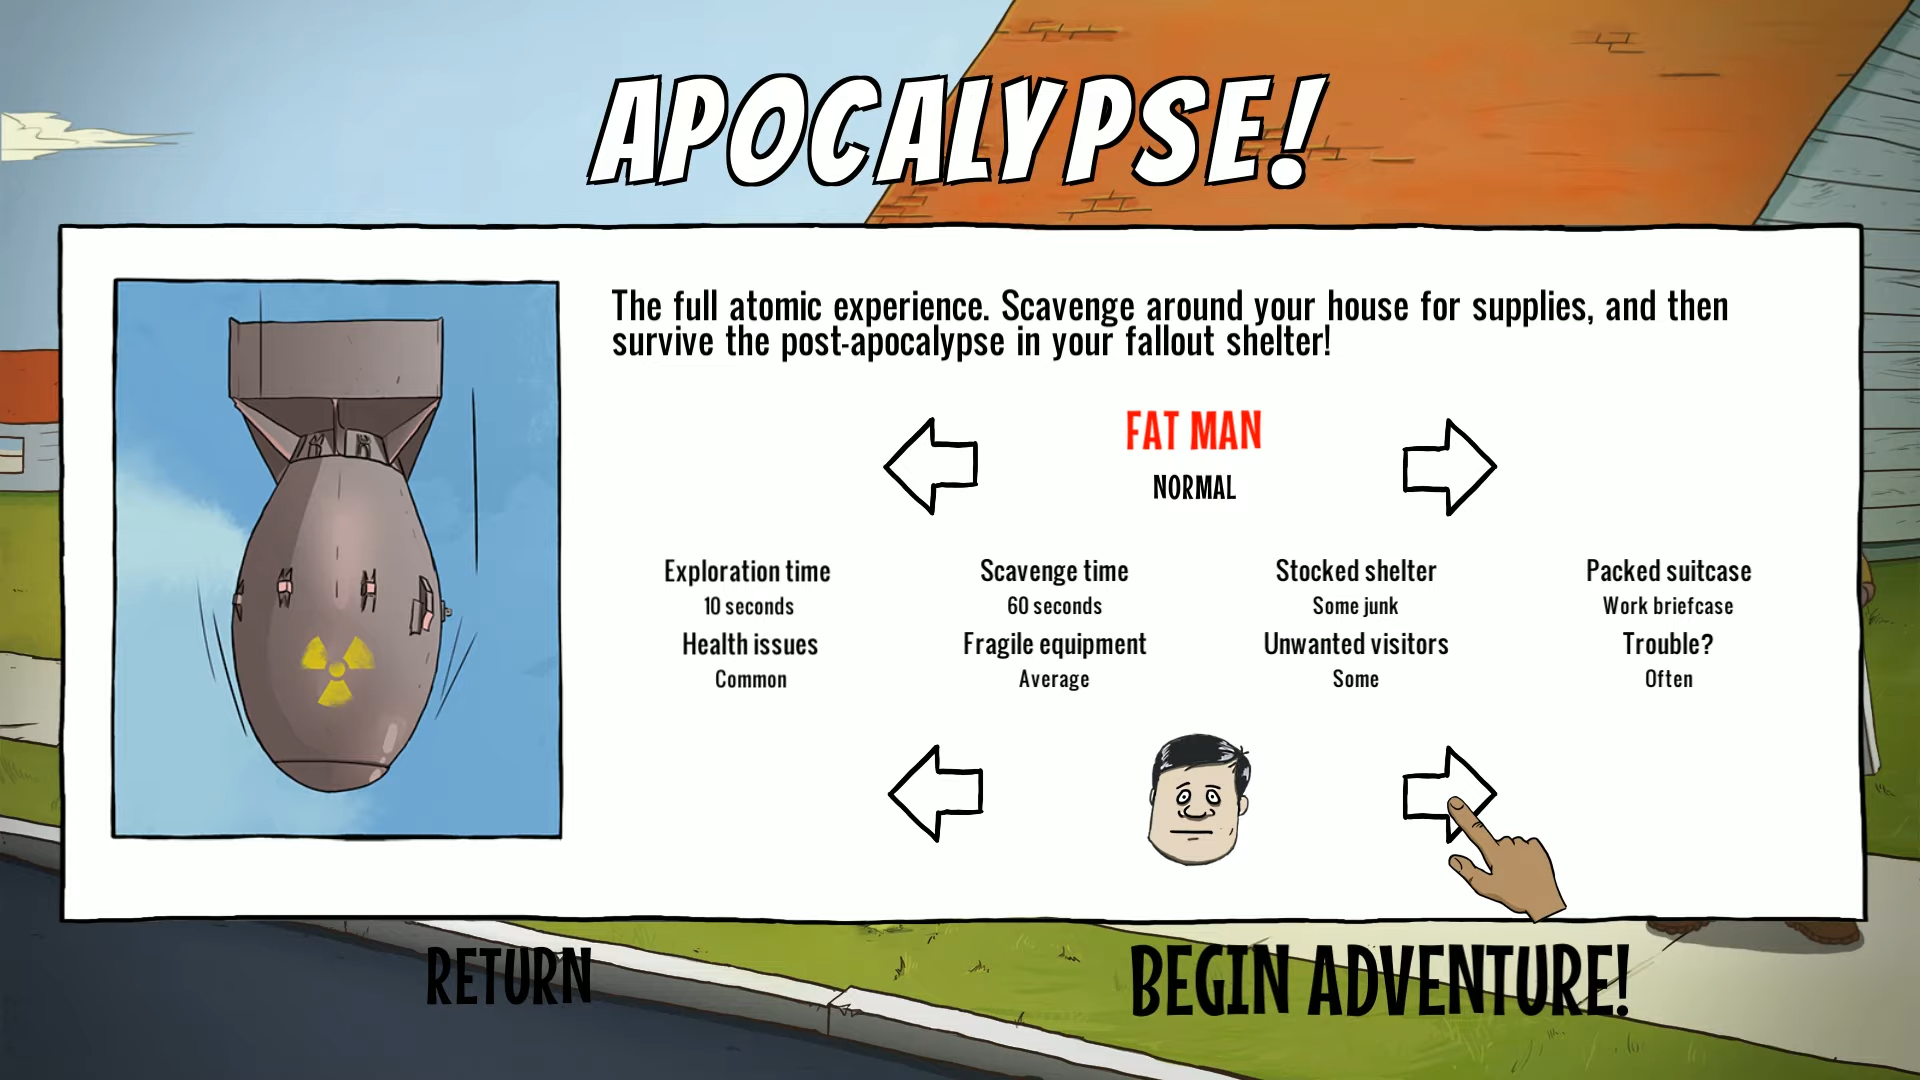 APOCALYPSE!
The full atomic experience. Scavenge around your house for supplies, and then
survive the post-apocalypse in your fallout shelter!
FAT MAN
NORMAL
Exploration time
10 seconds
Scavenge time
60 seconds
Stocked shelter
Some junk
Packed suitcase
Work briefcase
Health issues
Common
Fragile equipment
Average
Unwanted visitors
Some
Trouble?
Often
RETURN
BEGIN ADVENTURE!